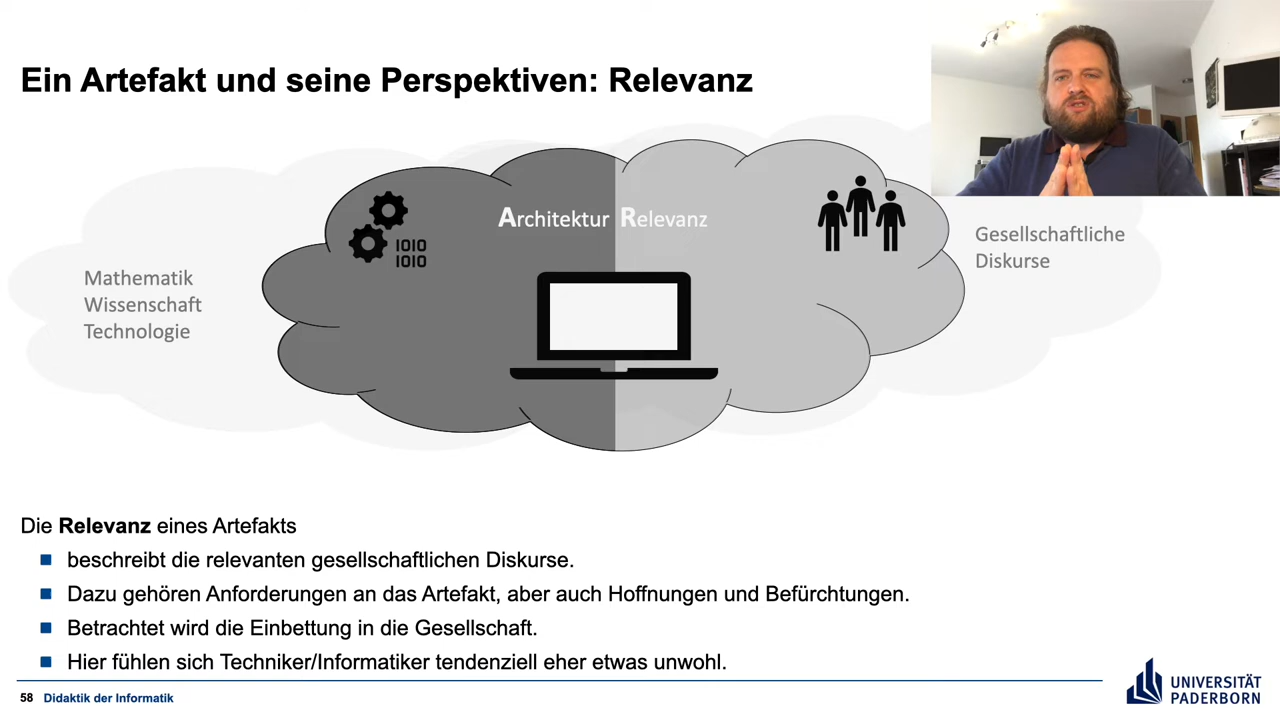 Ein Artefakt und seine Perspektiven: Relevanz
Architektur Relevanz
1010
1010
Gesellschaftliche
Diskurse
Mathematik
Wissenschaft
Technologie
Die Relevanz eines Artefakts
beschreibt die relevanten gesellschaftlichen Diskurse.
Dazu gehören Anforderungen an das Artefakt, aber auch Hoffnungen und Befürchtungen.
Betrachtet wird die Einbettung in die Gesellschaft.
Hier fühlen sich Techniker/Informatiker tendenziell eher etwas unwohl.
58 Didaktik der Informatik
UNIVERSITÄT
PADERBORN